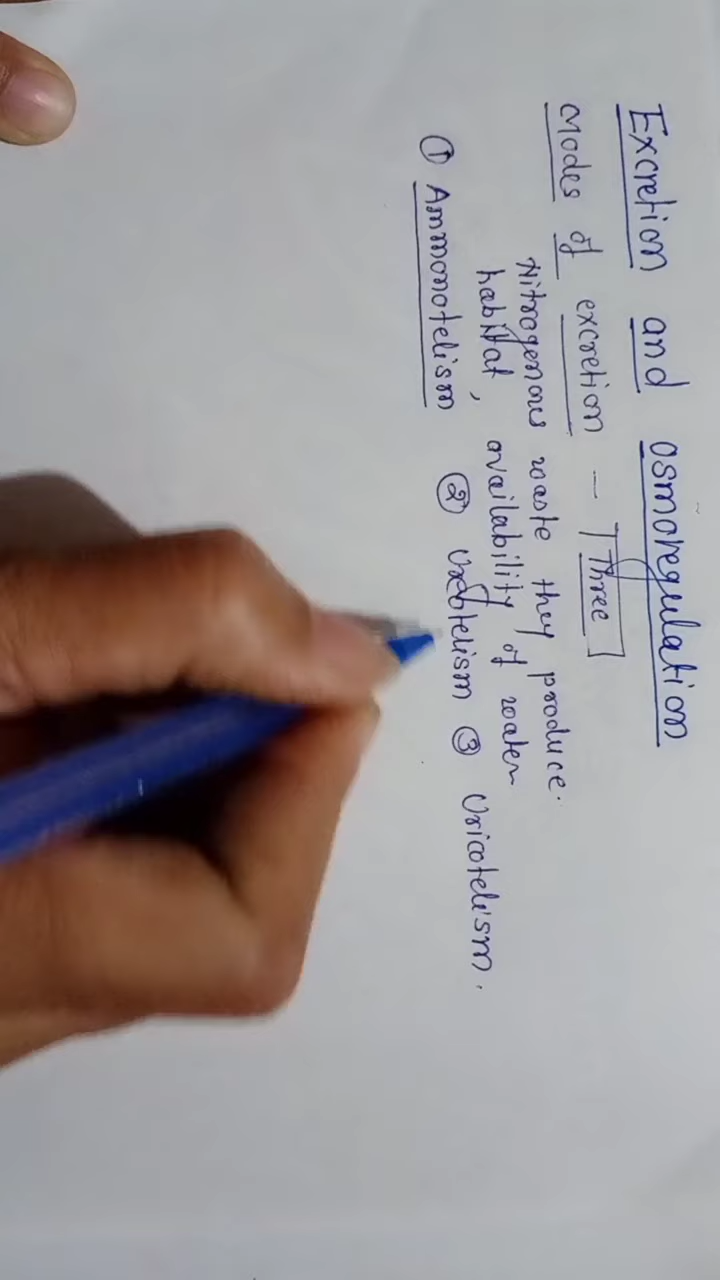 Excretion and osmoregulation
Modes of excretion - Three
Nitrogenous waste they produce.
habitat, availability of water
① Ammonotelism ② Ureotelism ③ Uricotelism.